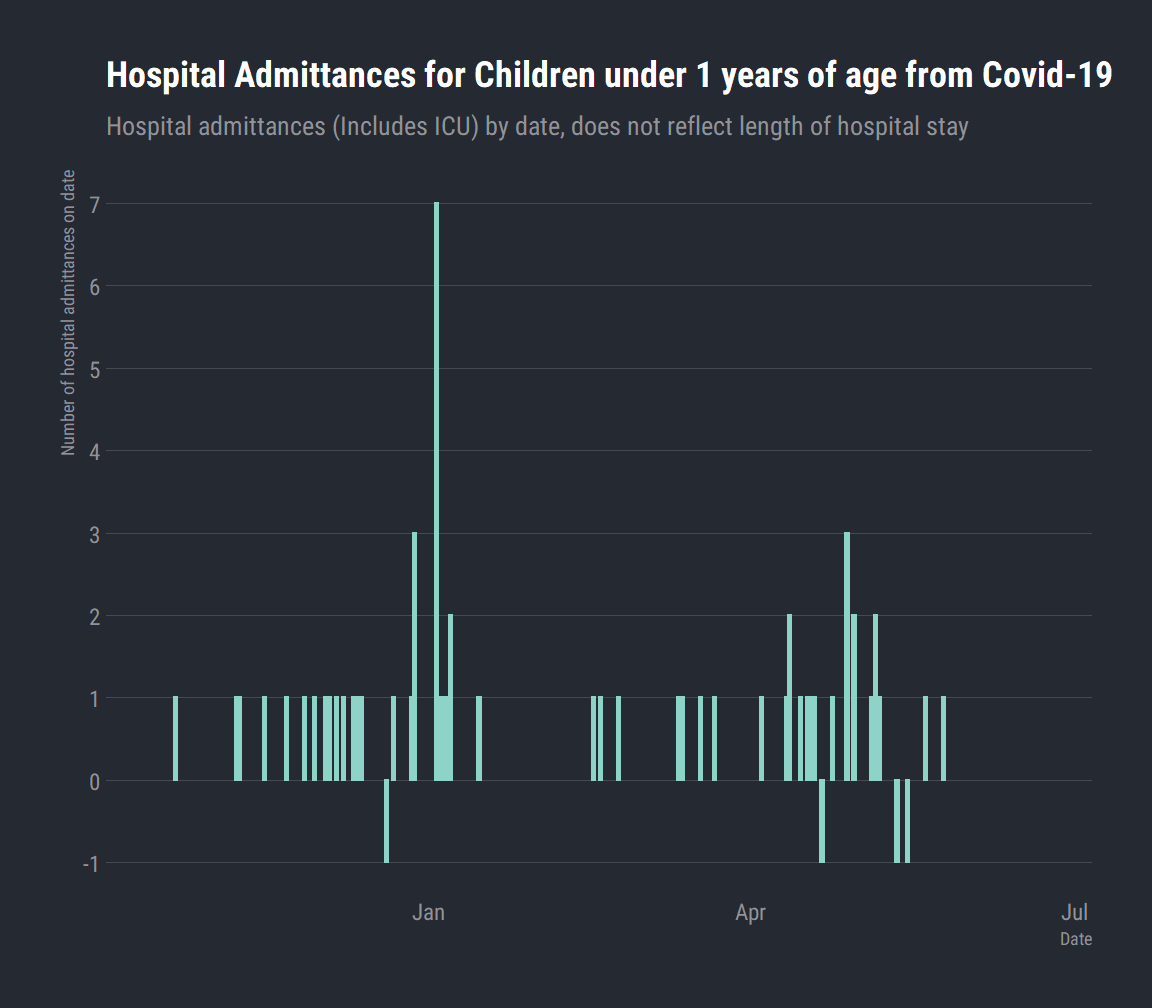 Hospital Admittances for Children under 1 years of age from Covid-19
Hospital admittances (Includes ICU) by date, does not reflect length of hospital stay
Number of hospital admittances on date
7
6
5
4
3
2
1
0
-1
Jan
Apr
Jul
Date